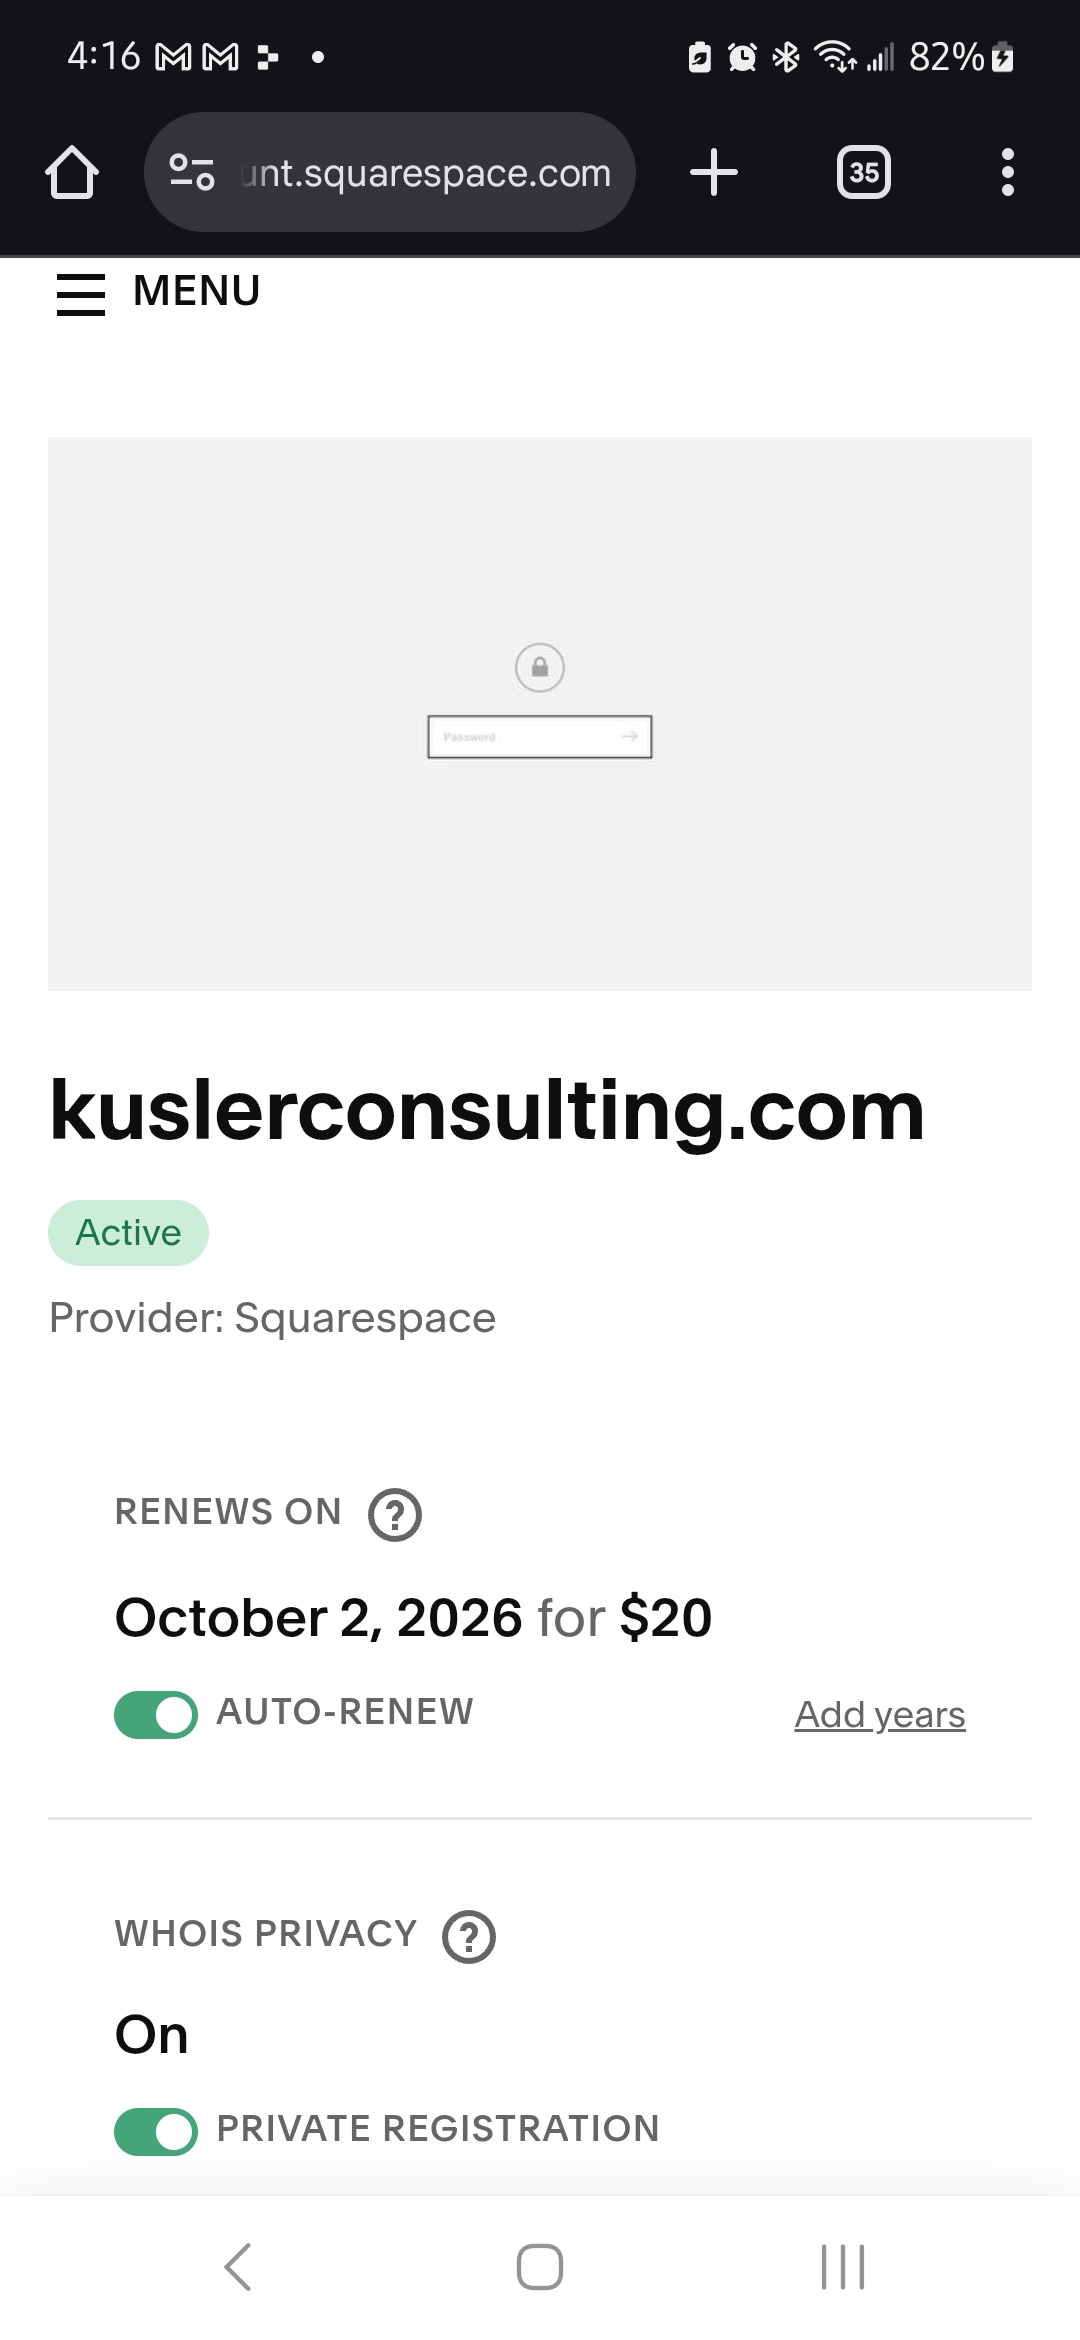 4:16
82%
unt.squarespace.com
35
MENU
Password
kuslerconsulting.com
Active
Provider: Squarespace
RENEWS ON
October 2, 2026 for $20
AUTO-RENEW
Add years
WHOIS PRIVACY
On
PRIVATE REGISTRATION